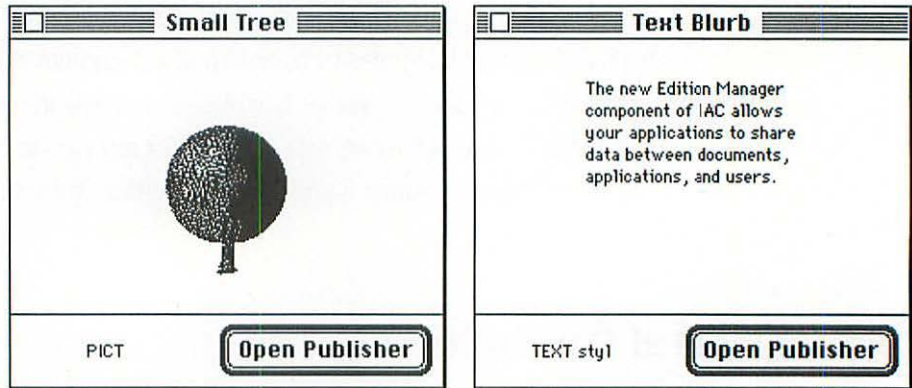 Small Tree
PICT
Open Publisher
Text Blurb
The new Edition Manager
component of IAC allows
your applications to share
data between documents,
applications, and users.
TEXT styl
Open Publisher